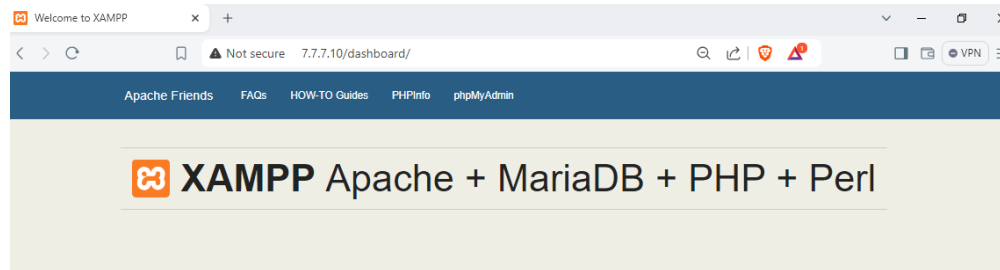 Welcome to XAMPP
Not secure 7.7.7.10/dashboard/ 1 VPN
Apache Friends FAQs HOW-TO Guides PHPInfo phpMyAdmin
XAMPP Apache + MariaDB + PHP + Perl